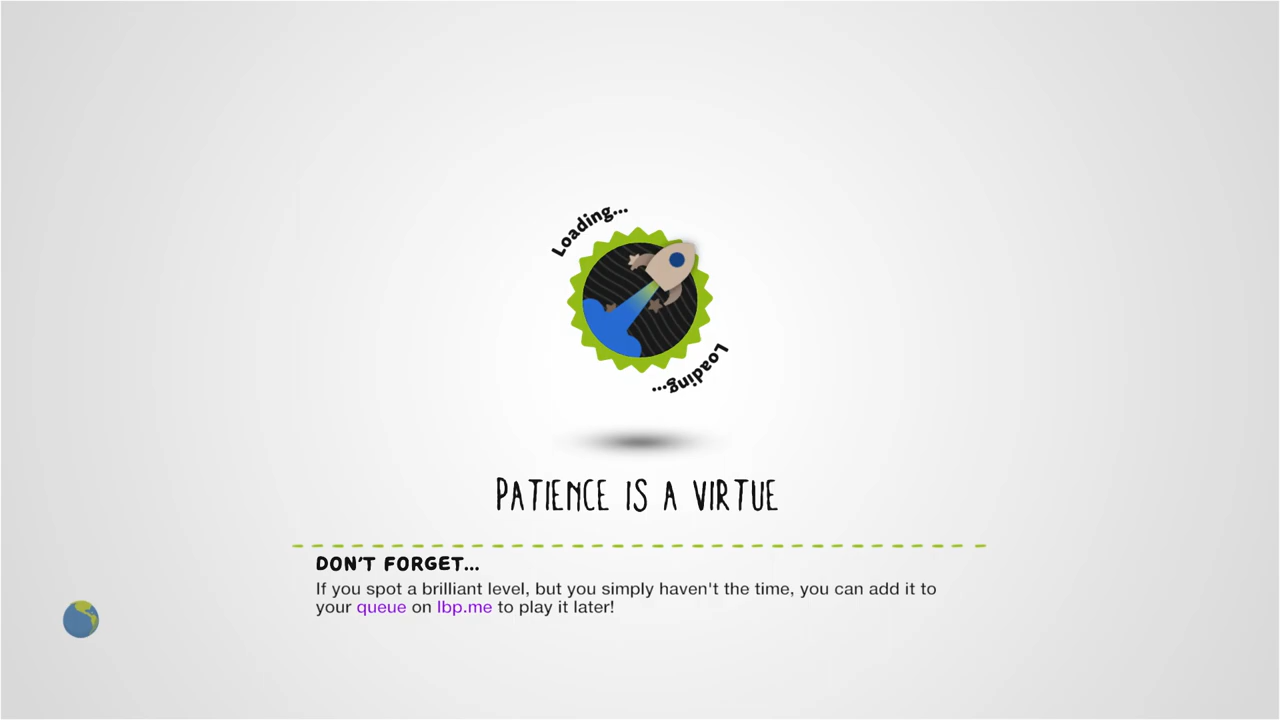 Loading...
Loading...
PATIENCE IS A VIRTUE
DON'T FORGET...
If you spot a brilliant level, but you simply haven't the time, you can add it to
your queue on lbp.me to play it later!